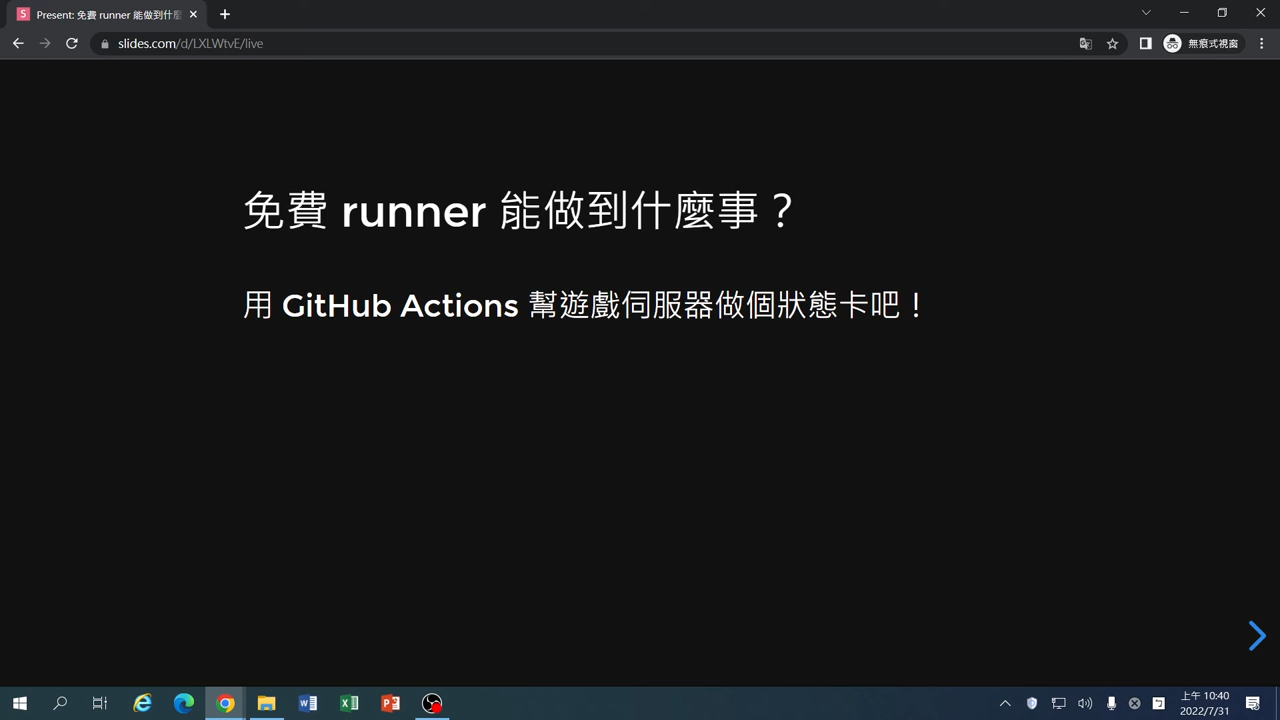 Present: 免費 runner 能做到什麼
slides.com/d/LXLWtvE/live
無痕式視窗
免費 runner 能做到什麼事？
用 GitHub Actions 幫遊戲伺服器做個狀態卡吧！
上午 10:40
2022/7/31